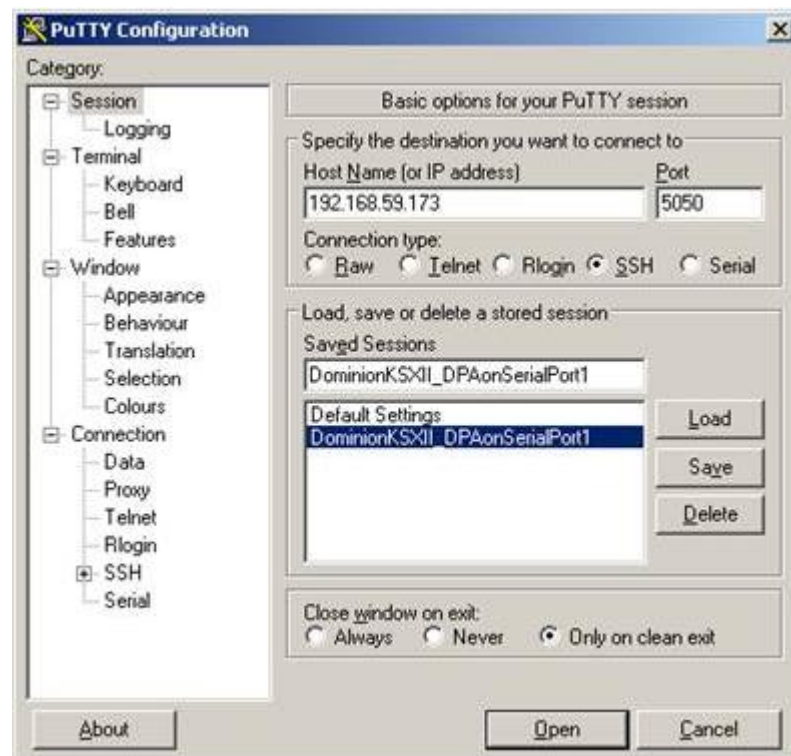 PuTTY Configuration
Category:
Session
Logging
Terminal
Keyboard
Bell
Features
Window
Appearance
Behaviour
Translation
Selection
Colours
Connection
Data
Proxy
Telnet
Rlogin
SSH
Serial
Basic options for your PuTTY session
Specify the destination you want to connect to
Host Name (or IP address) Port
192.168.59.173 5050
Connection type:
Raw Telnet Rlogin SSH Serial
Load, save or delete a stored session
Saved Sessions
DominionKSXII_DPAonSerialPort1
Default Settings
DominionKSXII_DPAonSerialPort1
Load
Save
Delete
Close window on exit:
Always Never Only on clean exit
About Open Cancel